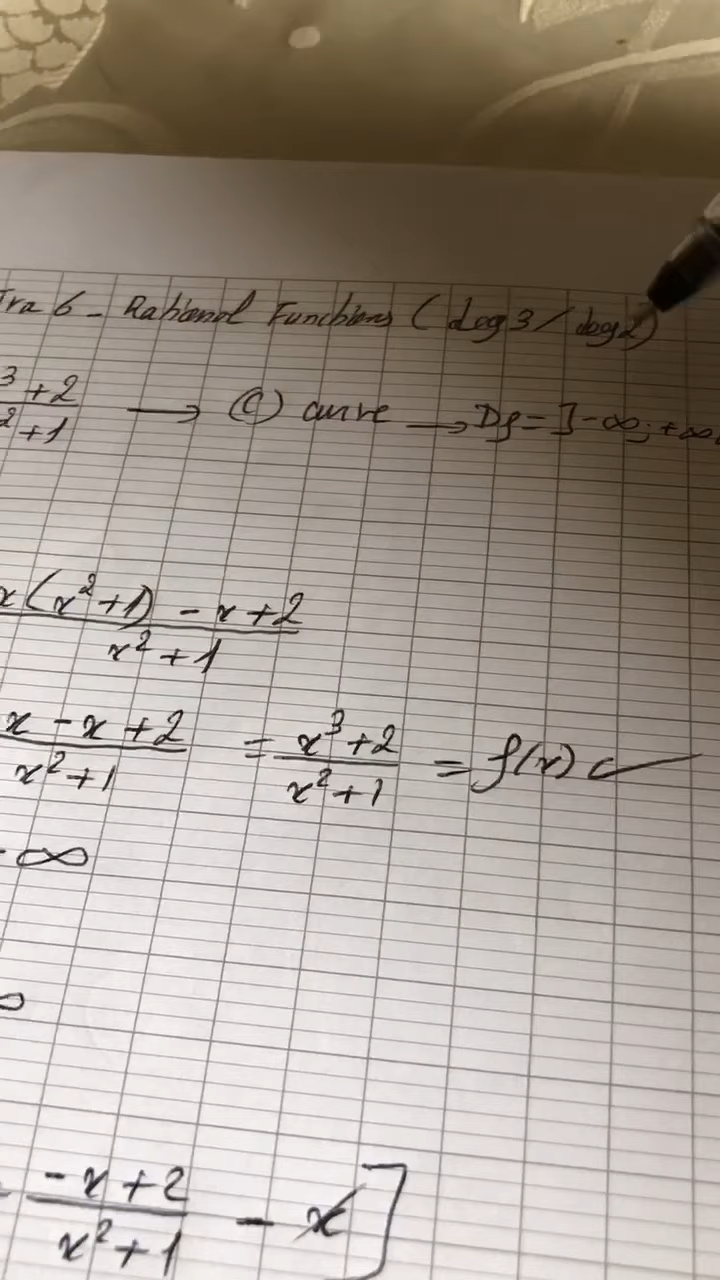 Tra 6 - Rational Functions (deg 3 / deg 2)
3 + 2 / 2 + 1 → (C) curve → Df = ]-∞; +∞
x(x² + 1) - x + 2 / x² + 1
x - x + 2 / x² + 1 = x³ + 2 / x² + 1 = f(x) ✓
-∞
-x + 2 / x² + 1 - x]